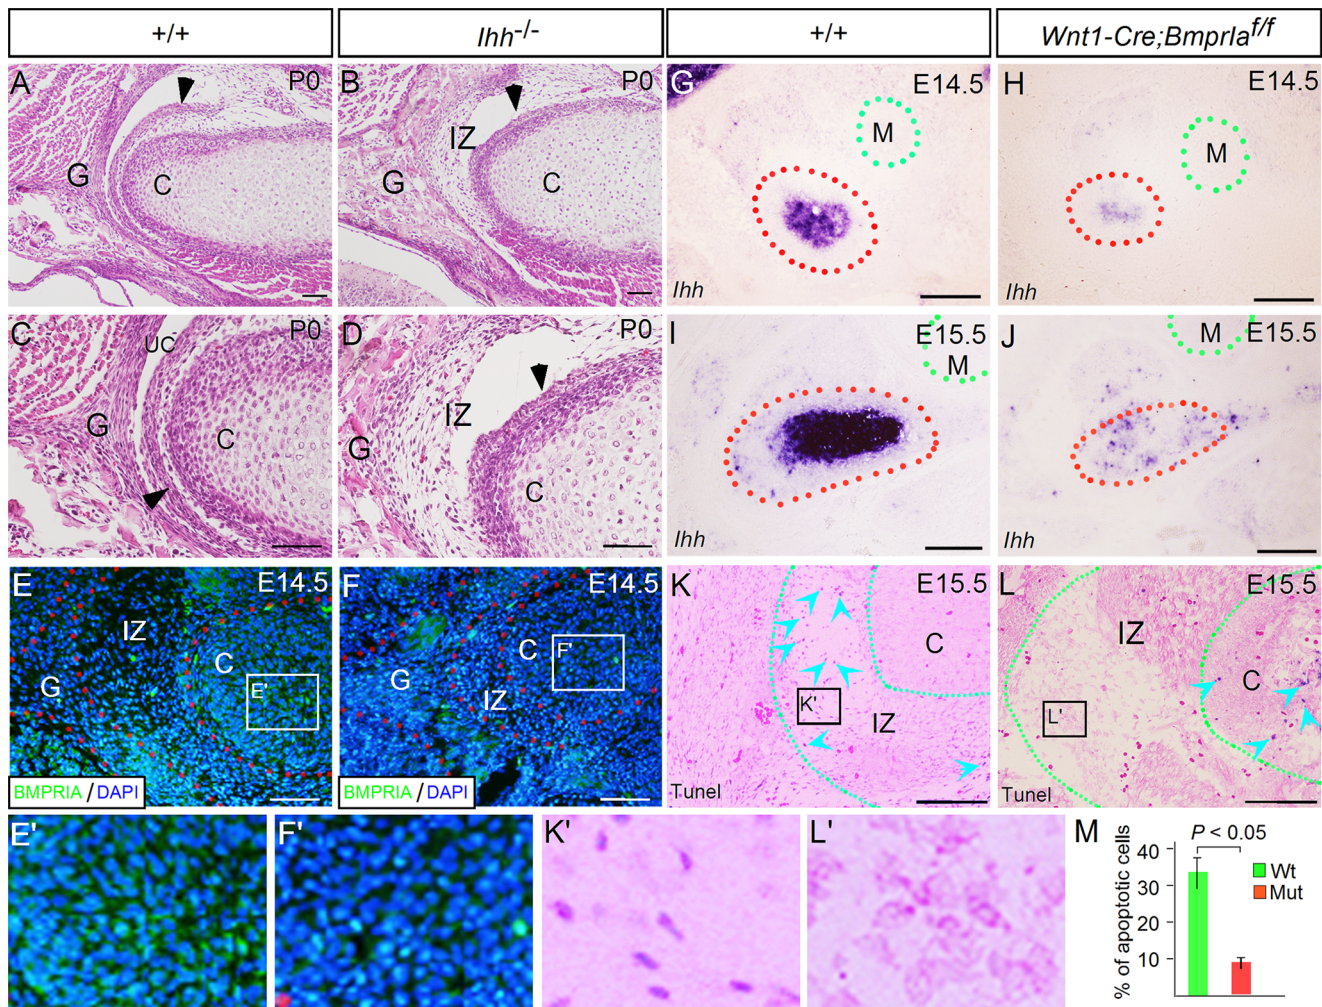 +/+ Ihh-/- +/+ Wnt1-Cre;BmprIaf/f
A P0 B P0 G E14.5 H E14.5
M M
IZ
G C G C
Ihh Ihh
C P0 D P0 I E15.5 J E15.5
UC M M
G C IZ G C
Ihh Ihh
E E14.5 F E14.5 K E15.5 L E15.5
IZ C G E' C F' G IZ C K' IZ IZ C L'
BMPRIA / DAPI BMPRIA / DAPI Tunel Tunel
E' F' K' L' M
P < 0.05
% of apoptotic cells
40
30
20
10
Wt
Mut